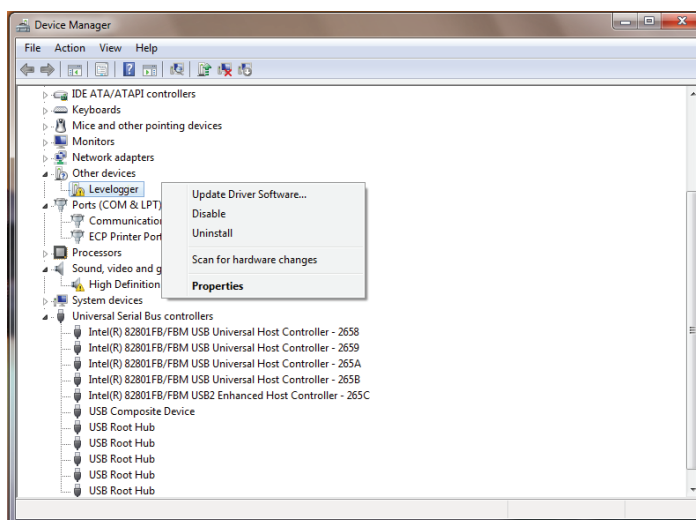 Device Manager
File Action View Help
IDE ATA/ATAPI controllers
Keyboards
Mice and other pointing devices
Monitors
Network adapters
Other devices
Levelogger
Ports (COM & LPT)
Communication
ECP Printer Port
Processors
Sound, video and g
High Definition
System devices
Universal Serial Bus controllers
Intel(R) 82801FB/FBM USB Universal Host Controller - 2658
Intel(R) 82801FB/FBM USB Universal Host Controller - 2659
Intel(R) 82801FB/FBM USB Universal Host Controller - 265A
Intel(R) 82801FB/FBM USB Universal Host Controller - 265B
Intel(R) 82801FB/FBM USB2 Enhanced Host Controller - 265C
USB Composite Device
USB Root Hub
USB Root Hub
USB Root Hub
USB Root Hub
USB Root Hub
Update Driver Software...
Disable
Uninstall
Scan for hardware changes
Properties